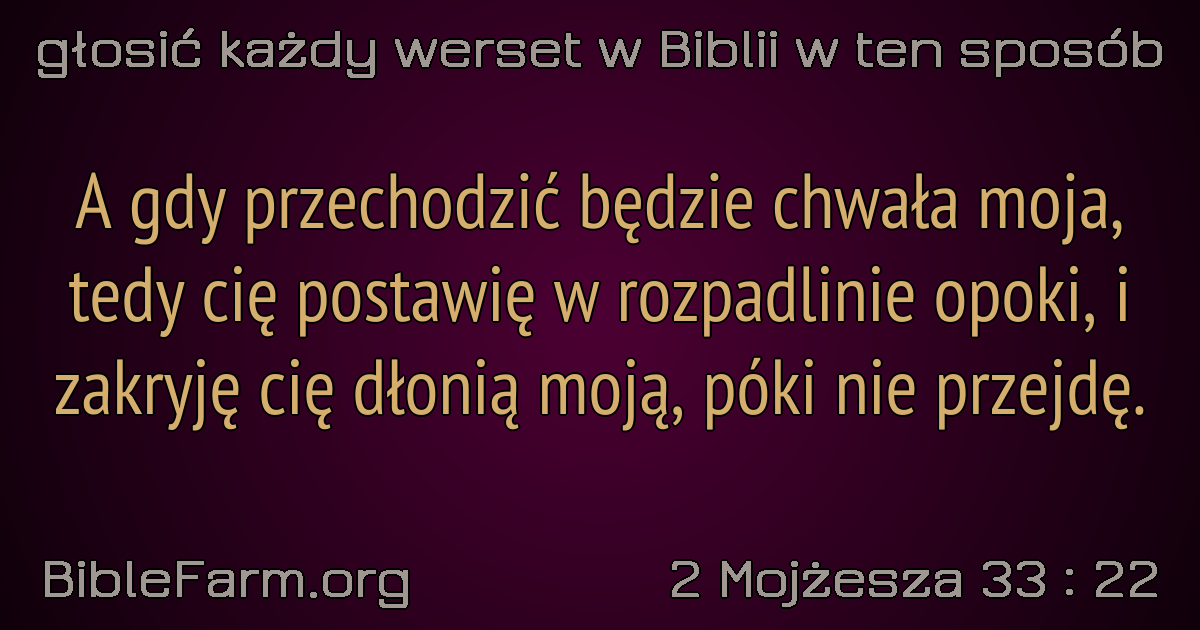 głosić każdy werset w Biblii w ten sposób
A gdy przechodzić będzie chwała moja,
tedy cię postawię w rozpadlinie opoki, i
zakryję cię dłonią moją, póki nie przejdę.
BibleFarm.org
2 Mojżesza 33 : 22